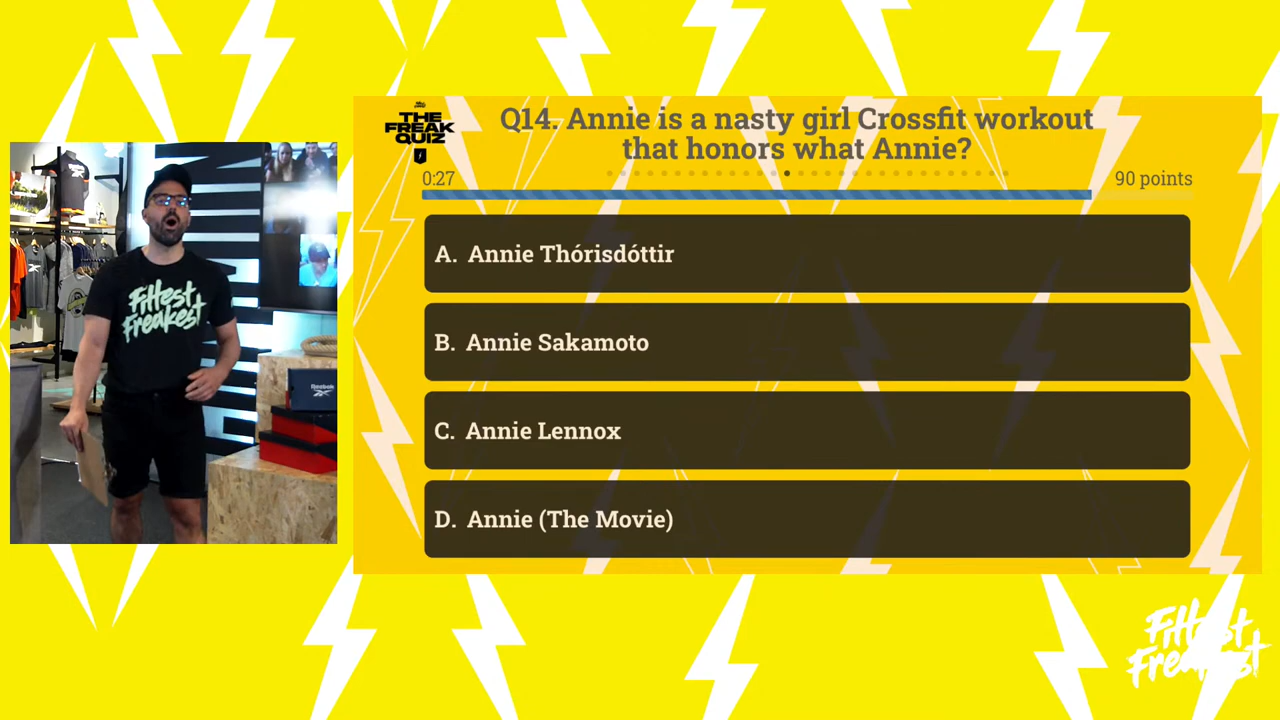 THE
FREAK
QUIZ
Q14. Annie is a nasty girl Crossfit workout
that honors what Annie?
0:27
90 points
A. Annie Thórisdóttir
B. Annie Sakamoto
C. Annie Lennox
D. Annie (The Movie)
Fittest
Freakest
Reebok
Fittest
Freakest